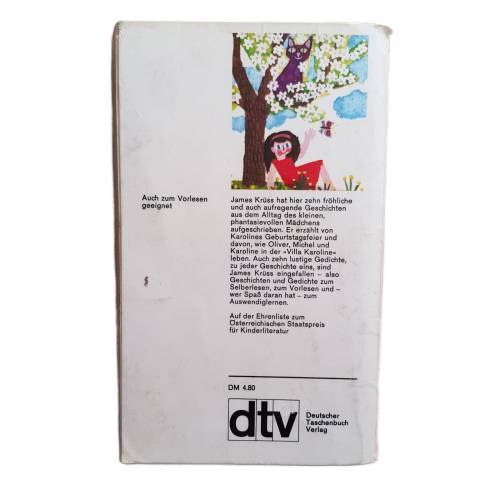 Auch zum Vorlesen
geeignet
James Krüss hat hier zehn fröhliche
und auch aufregende Geschichten
aus dem Alltag des kleinen,
phantasievollen Mädchens
aufgeschrieben. Er erzählt von
Karolines Geburtstagsfeier und
davon, wie Oliver, Michel und
Karoline in der «Villa Karoline»
leben. Auch zehn lustige Gedichte,
zu jeder Geschichte eins, sind
James Krüss eingefallen – also
Geschichten und Gedichte zum
Selberlesen, zum Vorlesen und –
wer Spaß daran hat – zum
Auswendiglernen.
Auf der Ehrenliste zum
Österreichischen Staatspreis
für Kinderliteratur
DM 4.80
dtv
Deutscher
Taschenbuch
Verlag